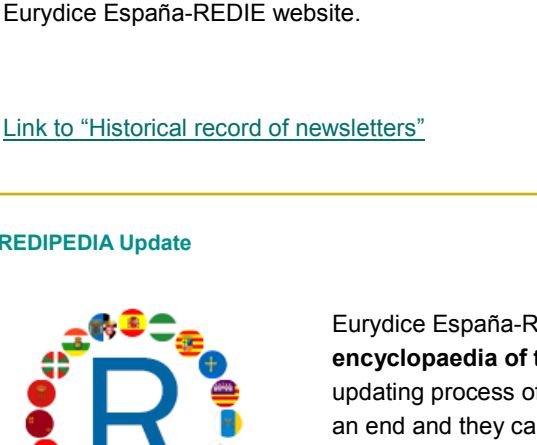 Eurydice España-REDIE website.
Link to “Historical record of newsletters”
REDIPEDIA Update
Eurydice España-R
encyclopaedia of t
updating process of
an end and they ca
R